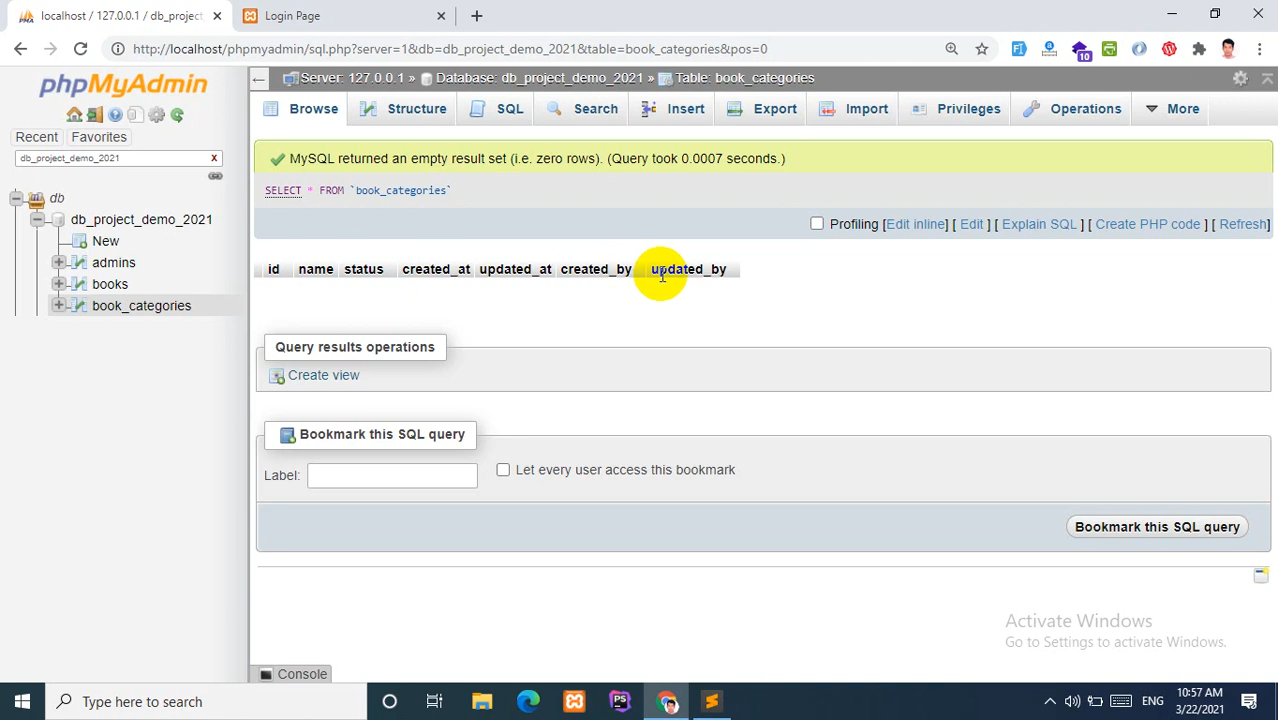 localhost / 127.0.0.1 / db_projec
Login Page
http://localhost/phpmyadmin/sql.php?server=1&db=db_project_demo_2021&table=book_categories&pos=0
10
phpMyAdmin
Recent
Favorites
db_project_demo_2021
X
db
db_project_demo_2021
New
admins
books
book_categories
Server: 127.0.0.1 »
Database: db_project_demo_2021 »
Table: book_categories
Browse
Structure
SQL
Search
Insert
Export
Import
Privileges
Operations
More
MySQL returned an empty result set (i.e. zero rows). (Query took 0.0007 seconds.)
SELECT * FROM `book_categories`
Profiling [Edit inline] [ Edit ] [ Explain SQL ] [ Create PHP code ] [ Refresh]
id name status created_at updated_at created_by updated_by
Query results operations
Create view
Bookmark this SQL query
Label:
Let every user access this bookmark
Bookmark this SQL query
Activate Windows
Go to Settings to activate Windows.
Console
Type here to search
PS
ENG
10:57 AM
3/22/2021